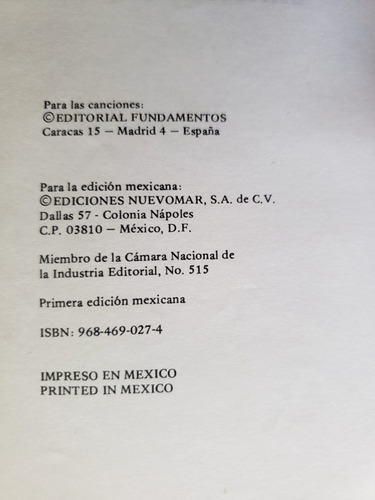 Para las canciones:
©EDITORIAL FUNDAMENTOS
Caracas 15 — Madrid 4 — España
Para la edición mexicana:
©EDICIONES NUEVOMAR, S.A. de C.V.
Dallas 57 - Colonia Nápoles
C.P. 03810 — México, D.F.
Miembro de la Cámara Nacional de
la Industria Editorial, No. 515
Primera edición mexicana
ISBN: 968-469-027-4
IMPRESO EN MEXICO
PRINTED IN MEXICO